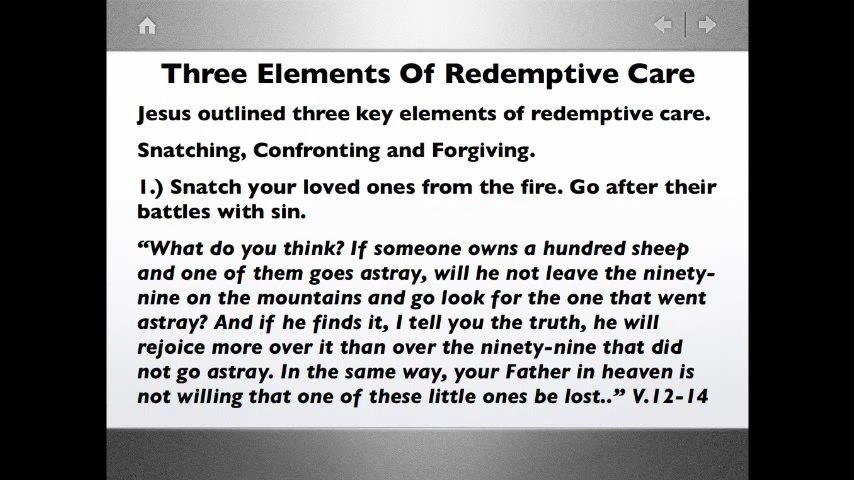 Three Elements Of Redemptive Care
Jesus outlined three key elements of redemptive care.
Snatching, Confronting and Forgiving.
1.) Snatch your loved ones from the fire. Go after their
battles with sin.
“What do you think? If someone owns a hundred sheep
and one of them goes astray, will he not leave the ninety-
nine on the mountains and go look for the one that went
astray? And if he finds it, I tell you the truth, he will
rejoice more over it than over the ninety-nine that did
not go astray. In the same way, your Father in heaven is
not willing that one of these little ones be lost..” V.12-14